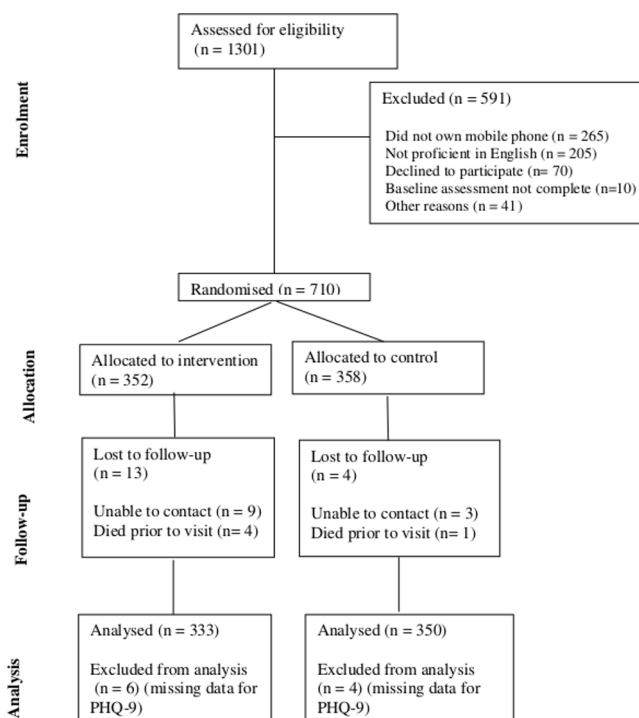 Assessed for eligibility
(n = 1301)
Enrolment
Excluded (n = 591)
Did not own mobile phone (n = 265)
Not proficient in English (n = 205)
Declined to participate (n= 70)
Baseline assessment not complete (n=10)
Other reasons (n = 41)
Randomised (n = 710)
Allocation
Allocated to intervention
(n = 352)
Allocated to control
(n = 358)
Follow-up
Lost to follow-up
(n = 13)
Unable to contact (n = 9)
Died prior to visit (n= 4)
Lost to follow-up
(n = 4)
Unable to contact (n = 3)
Died prior to visit (n= 1)
Analysis
Analysed (n = 333)
Excluded from analysis
(n = 6) (missing data for
PHQ-9)
Analysed (n = 350)
Excluded from analysis
(n = 4) (missing data for
PHQ-9)